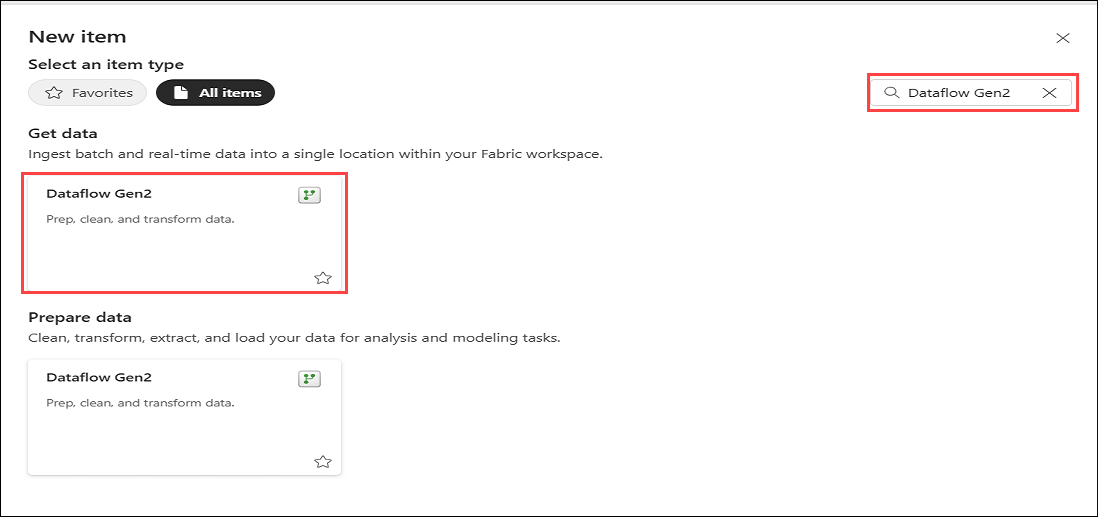 New item
Select an item type
Favorites
All items
Dataflow Gen2
Get data
Ingest batch and real-time data into a single location within your Fabric workspace.
Dataflow Gen2
Prep, clean, and transform data.
Prepare data
Clean, transform, extract, and load your data for analysis and modeling tasks.
Dataflow Gen2
Prep, clean, and transform data.